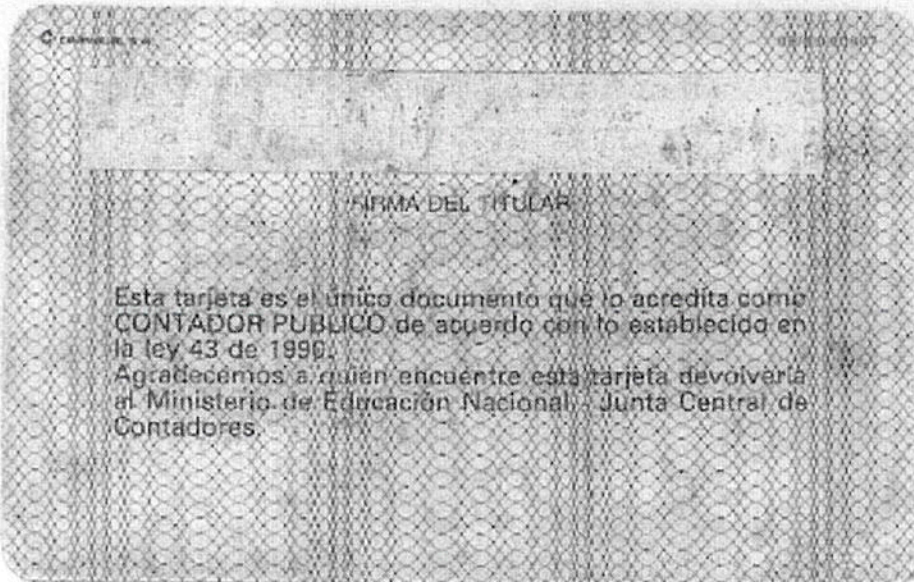 FIRMA DEL TITULAR
Esta tarjeta es el único documento que lo acredita como
CONTADOR PUBLICO de acuerdo con lo establecido en
la ley 43 de 1990.
Agradecemos a quien encuentre esta tarjeta devolverla
al Ministerio de Educación Nacional - Junta Central de
Contadores.